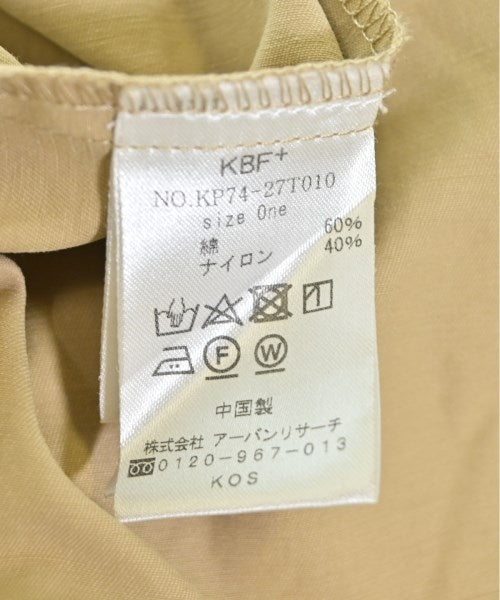 KBF+
NO.KP74-27T010
size One
綿 60%
ナイロン 40%
F W
中国製
株式会社 アーバンリサーチ
0120-967-013
KOS